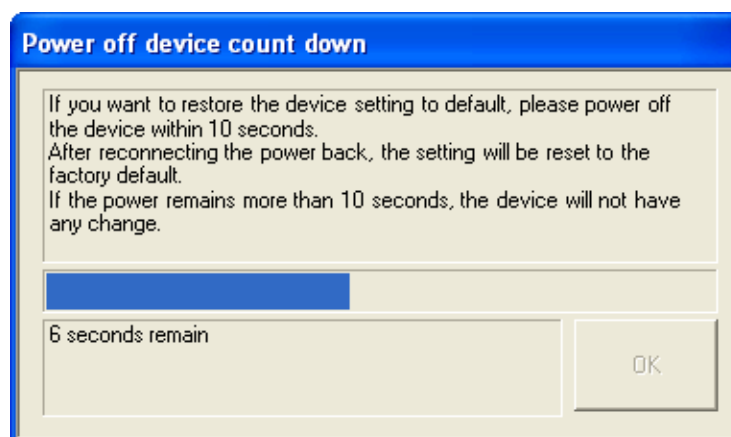 Power off device count down
If you want to restore the device setting to default, please power off
the device within 10 seconds.
After reconnecting the power back, the setting will be reset to the
factory default.
If the power remains more than 10 seconds, the device will not have
any change.
6 seconds remain
OK